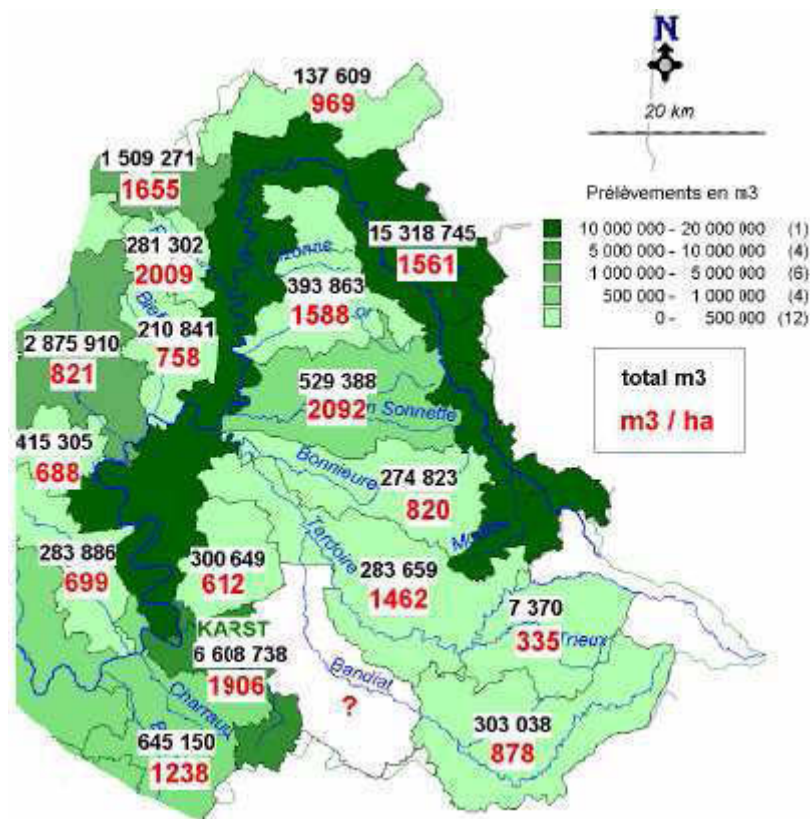 N
20 km
Prélèvements en m3
10 000 000 - 20 000 000 (1)
5 000 000 - 10 000 000 (4)
1 000 000 - 5 000 000 (6)
500 000 - 1 000 000 (4)
0 - 500 000 (12)
total m3
m3 / ha
137 609
969
1 509 271
1655
281 302
2009
15 318 745
1561
393 863
1588
or
210 841
758
2 875 910
821
529 388
2092
Sonnette
415 305
688
Bonnieure
274 823
820
Tardoire
283 886
699
300 649
612
283 659
1462
7 370
335
Trieux
KARST
6 608 738
1906
Bandiat
?
Charraud
303 038
878
645 150
1238